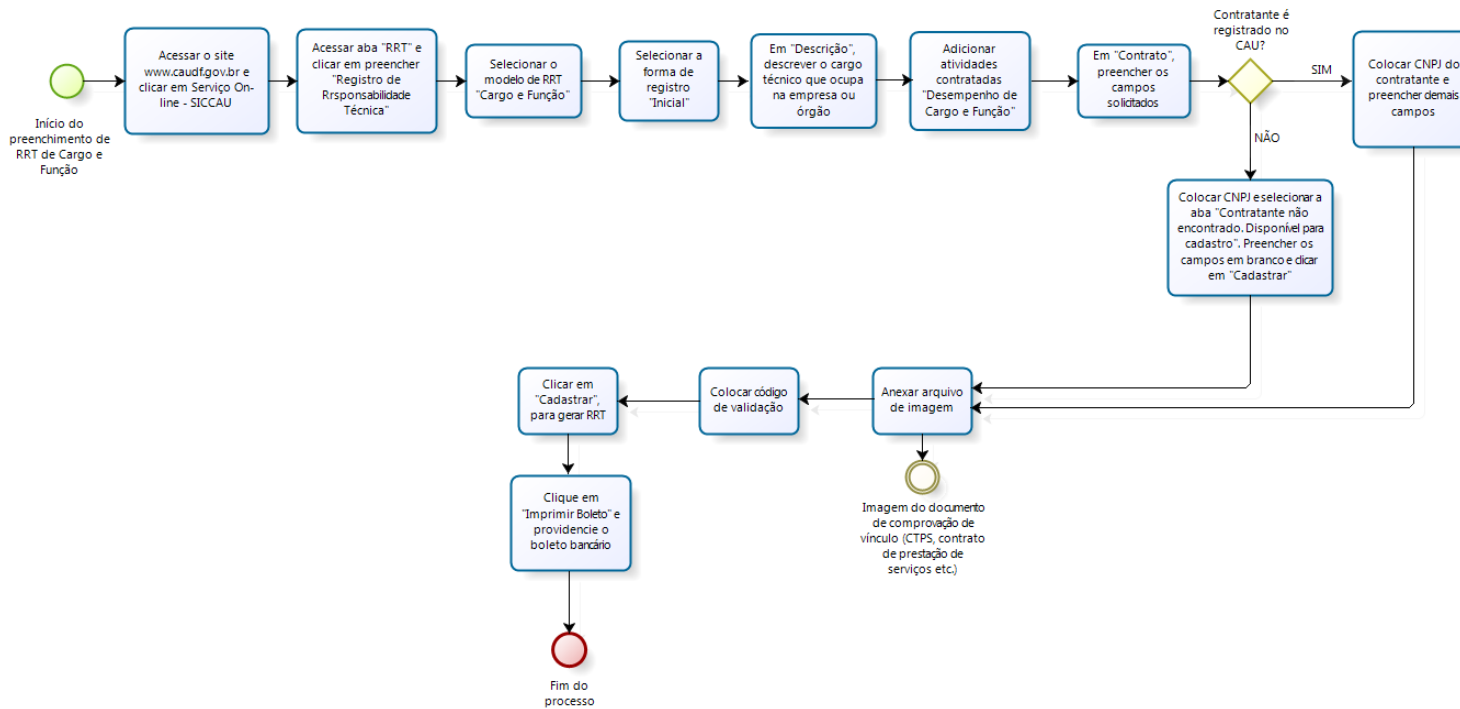 Início do
preenchimento de
RRT de Cargo e
Função
Acessar o site
www.caudf.gov.br e
clicar em Serviço On-
line - SICCAU
Acessar aba "RRT" e
clicar em preencher
"Registro de
Rrsponsabilidade
Técnica"
Selecionar o
modelo de RRT
"Cargo e Função"
Selecionar a
forma de
registro
"Inicial"
Em "Descrição",
descrever o cargo
técnico que ocupa
na empresa ou
órgão
Adicionar
atividades
contratadas
"Desempenho de
Cargo e Função"
Em "Contrato",
preencher os
campos
solicitados
Contratante é
registrado no
CAU?
SIM
Colocar CNPJ do
contratante e
preencher demais
campos
NÃO
Colocar CNPJ e selecionar a
aba "Contratante não
encontrado. Disponível para
cadastro". Preencher os
campos em branco e clicar
em "Cadastrar"
Anexar arquivo
de imagem
Imagem do documento
de comprovação de
vínculo (CTPS, contrato
de prestação de
serviços etc.)
Colocar código
de validação
Clicar em
"Cadastrar",
para gerar RRT
Clique em
"Imprimir Boleto" e
providencie o
boleto bancário
Fim do
processo